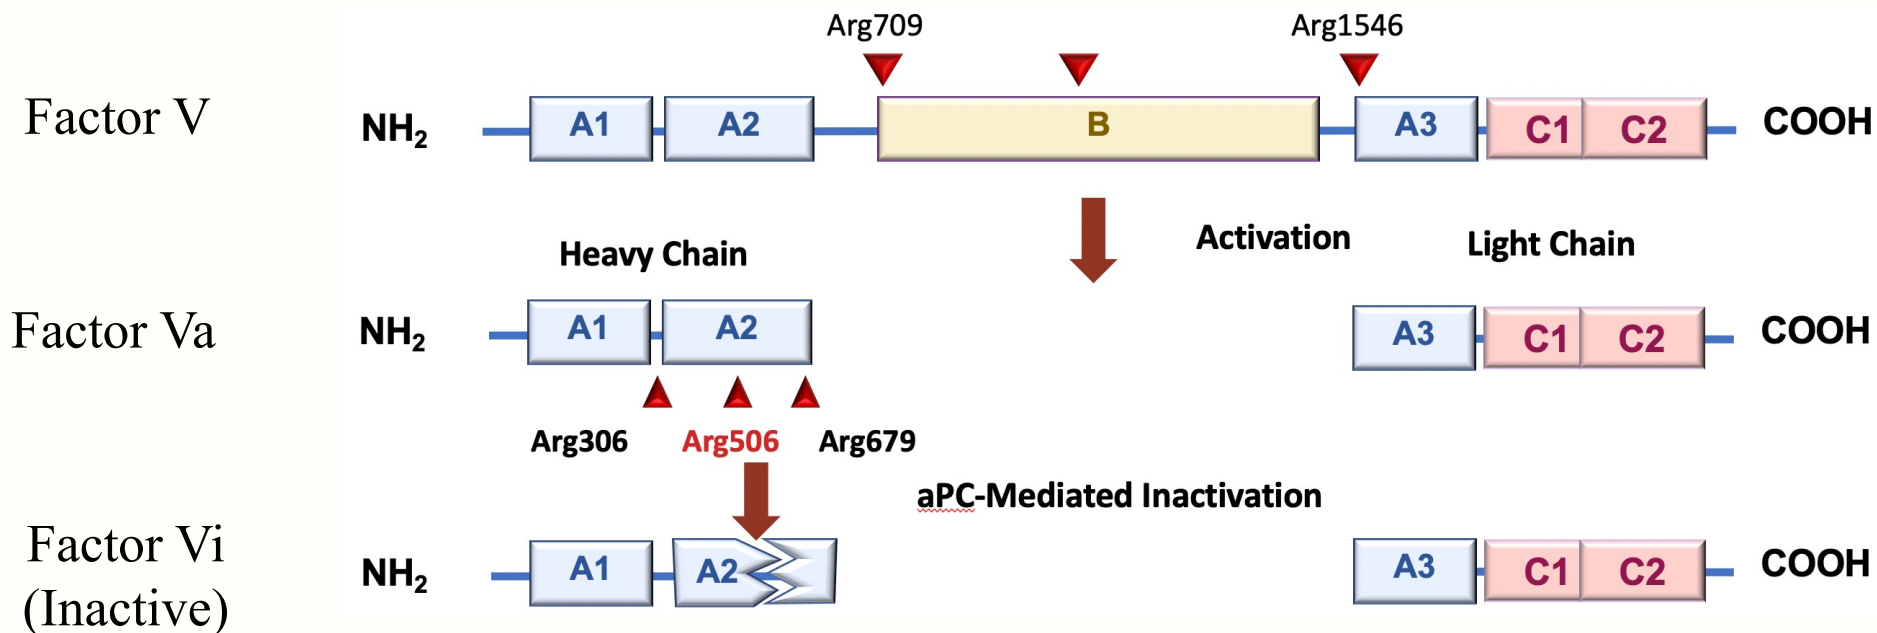 Arg709 Arg1546
Factor V NH2 A1 A2 B A3 C1 C2 COOH
Activation
Heavy Chain Light Chain
Factor Va NH2 A1 A2 A3 C1 C2 COOH
Arg306 Arg506 Arg679
aPC-Mediated Inactivation
Factor Vi
(Inactive)
NH2 A1 A2 A3 C1 C2 COOH